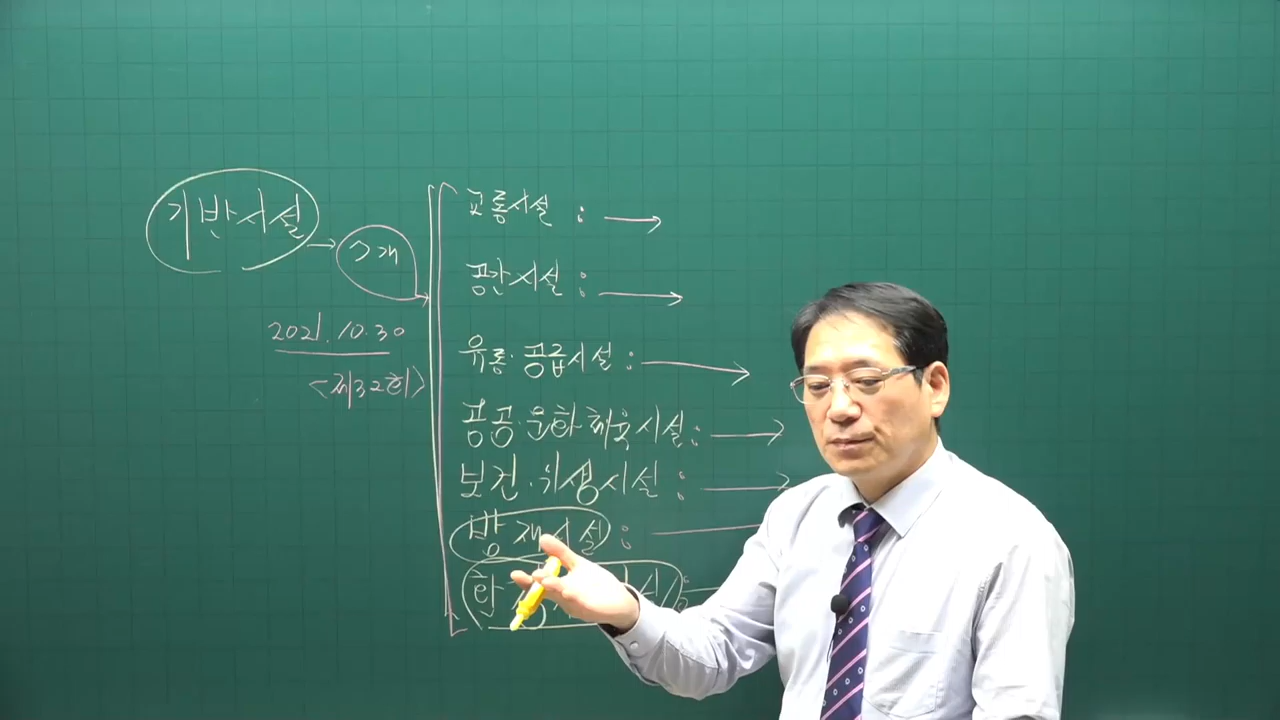 기반시설 → 7개
2021. 10. 30
<제32회>
교통시설 : →
공간시설 : →
유통·공급시설 : →
공공·문화체육시설 : →
보건·위생시설 : →
방재시설 :
환